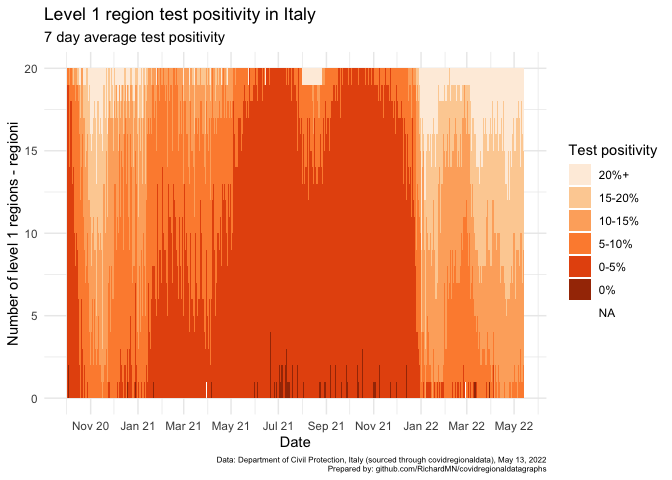 Level 1 region test positivity in Italy
7 day average test positivity
Number of level 1 regions - regioni
20
15
10
5
0
Nov 20 Jan 21 Mar 21 May 21 Jul 21 Sep 21 Nov 21 Jan 22 Mar 22 May 22
Date
Test positivity
20%+
15-20%
10-15%
5-10%
0-5%
0%
NA
Data: Department of Civil Protection, Italy (sourced through covidregionaldata), May 13, 2022
Prepared by: github.com/RichardMN/covidregionaldatagraphs